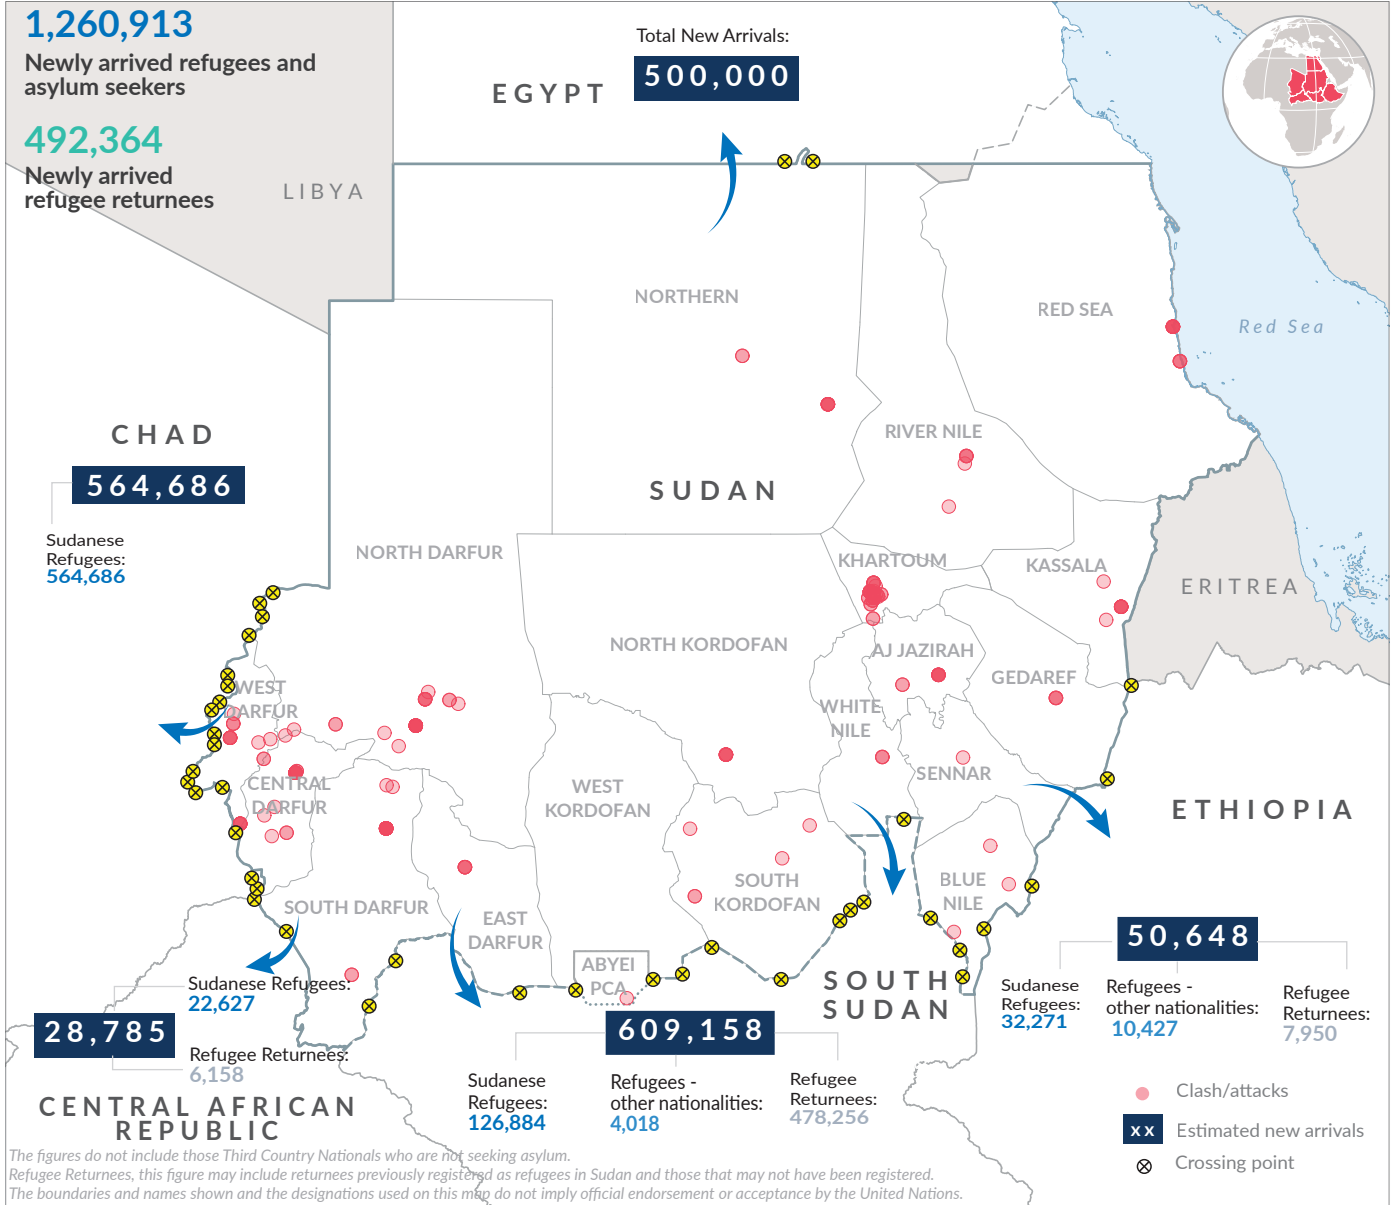 1,260,913
Newly arrived refugees and
asylum seekers
492,364
Newly arrived
refugee returnees
LIBYA
EGYPT
Total New Arrivals:
500,000
NORTHERN
RED SEA
Red Sea
CHAD
564,686
Sudanese
Refugees:
564,686
RIVER NILE
SUDAN
NORTH DARFUR
KHARTOUM
KASSALA
ERITREA
NORTH KORDOFAN
AJ JAZIRAH
GEDAREF
WEST
DARFUR
WHITE
NILE
CENTRAL
DARFUR
WEST
KORDOFAN
SENNAR
ETHIOPIA
SOUTH
KORDOFAN
BLUE
NILE
SOUTH DARFUR
EAST
DARFUR
ABYEI
PCA
SOUTH
SUDAN
50,648
Sudanese
Refugees:
32,271
Refugees -
other nationalities:
10,427
Refugee
Returnees:
7,950
Sudanese Refugees:
22,627
28,785
Refugee Returnees:
6,158
CENTRAL AFRICAN
REPUBLIC
609,158
Sudanese
Refugees:
126,884
Refugees -
other nationalities:
4,018
Refugee
Returnees:
478,256
Clash/attacks
xx Estimated new arrivals
Crossing point
The figures do not include those Third Country Nationals who are not seeking asylum.
Refugee Returnees, this figure may include returnees previously registered as refugees in Sudan and those that may not have been registered.
The boundaries and names shown and the designations used on this map do not imply official endorsement or acceptance by the United Nations.